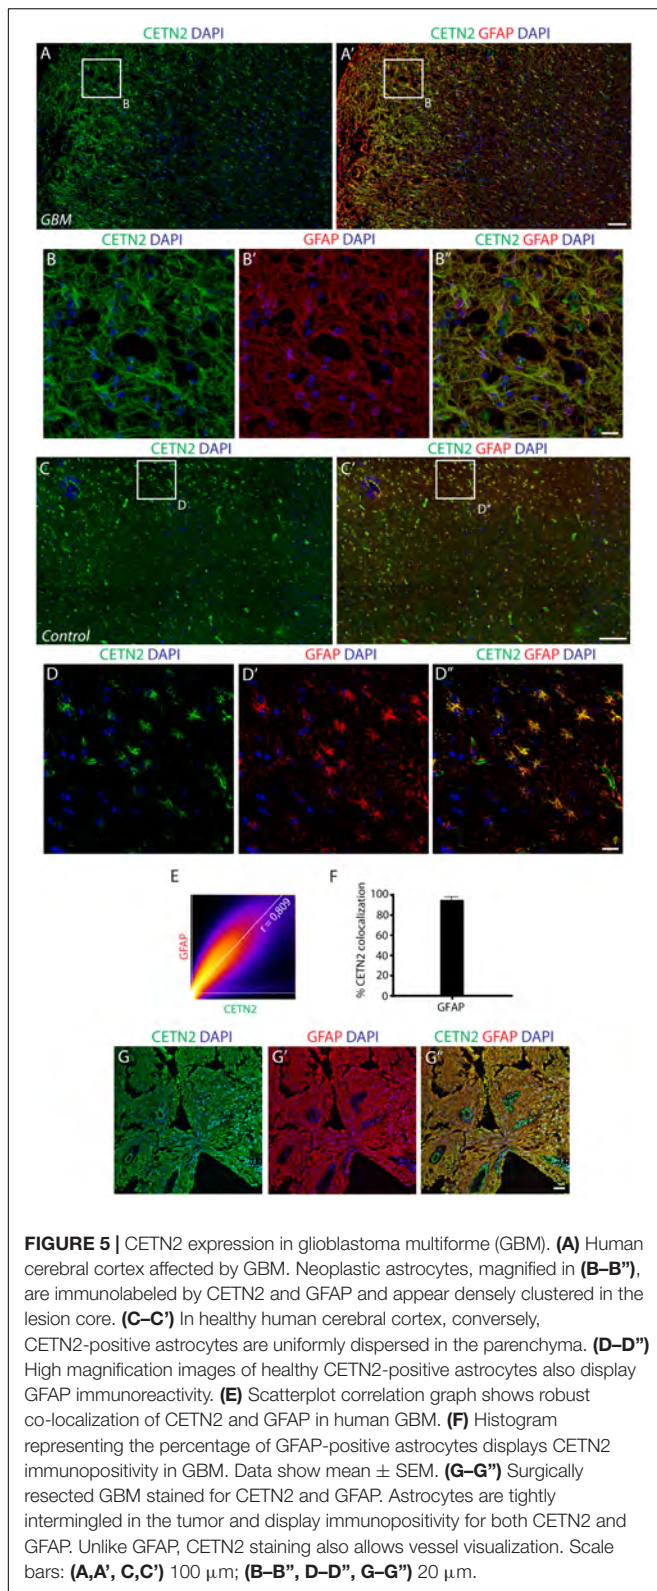 CETN2 DAPI CETN2 GFAP DAPI
A A'
B B
GBM
CETN2 DAPI GFAP DAPI CETN2 GFAP DAPI
B B' B"
CETN2 DAPI CETN2 GFAP DAPI
C C'
D D"
Control
CETN2 DAPI GFAP DAPI CETN2 GFAP DAPI
D D' D"
E F
GFAP
r = 0,809
CETN2
% CETN2 colocalization
100
80
60
40
20
0
GFAP
CETN2 DAPI GFAP DAPI CETN2 GFAP DAPI
G G' G"
FIGURE 5 | CETN2 expression in glioblastoma multiforme (GBM). (A) Human
cerebral cortex affected by GBM. Neoplastic astrocytes, magnified in (B–B"),
are immunolabeled by CETN2 and GFAP and appear densely clustered in the
lesion core. (C–C') In healthy human cerebral cortex, conversely,
CETN2-positive astrocytes are uniformly dispersed in the parenchyma. (D–D")
High magnification images of healthy CETN2-positive astrocytes also display
GFAP immunoreactivity. (E) Scatterplot correlation graph shows robust
co-localization of CETN2 and GFAP in human GBM. (F) Histogram
representing the percentage of GFAP-positive astrocytes displays CETN2
immunopositivity in GBM. Data show mean ± SEM. (G–G") Surgically
resected GBM stained for CETN2 and GFAP. Astrocytes are tightly
intermingled in the tumor and display immunopositivity for both CETN2 and
GFAP. Unlike GFAP, CETN2 staining also allows vessel visualization. Scale
bars: (A,A', C,C') 100 μm; (B–B", D–D", G–G") 20 μm.